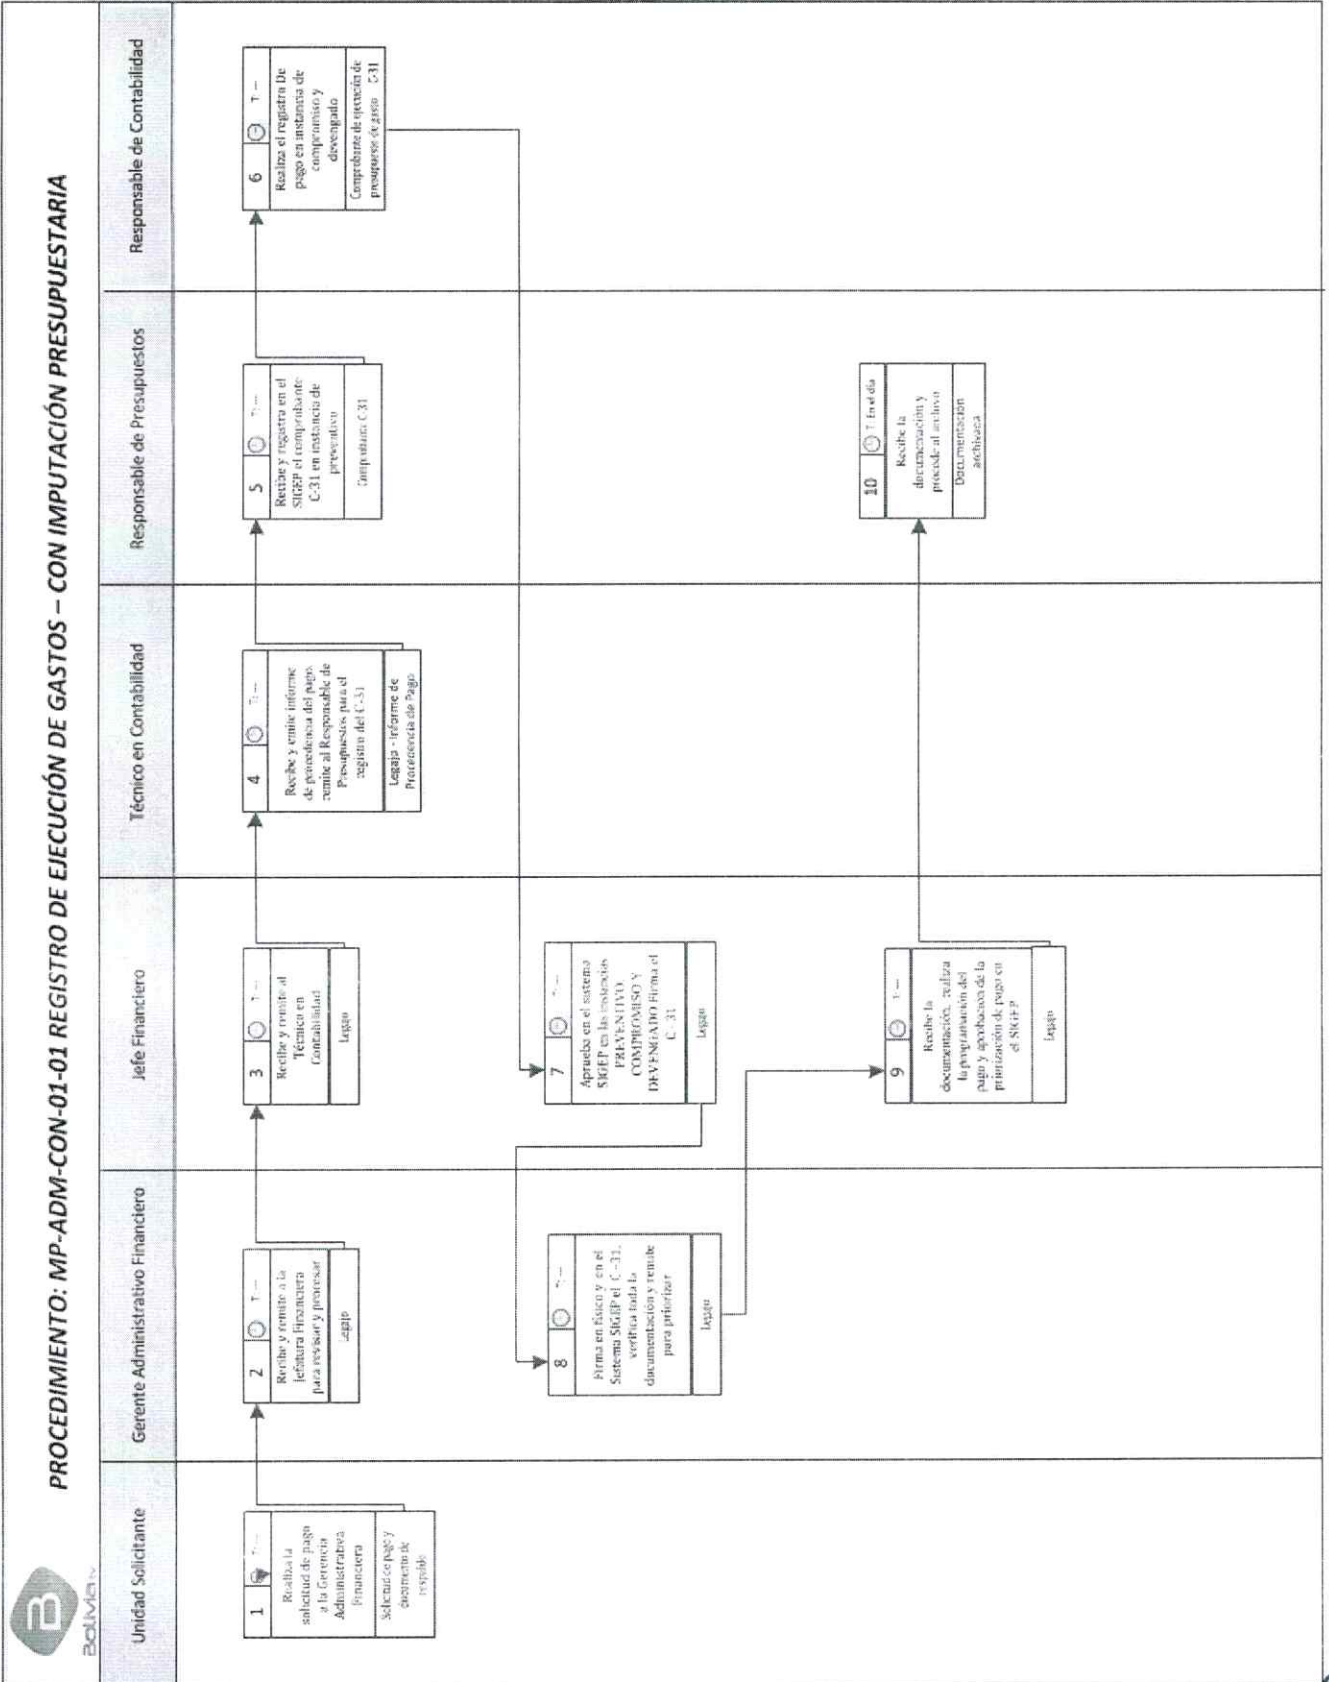 Bolivia tv
PROCEDIMIENTO: MP-ADM-CON-01-01 REGISTRO DE EJECUCIÓN DE GASTOS – CON IMPUTACIÓN PRESUPUESTARIA
Unidad Solicitante
Gerente Administrativo Financiero
Jefe Financiero
Técnico en Contabilidad
Responsable de Presupuestos
Responsable de Contabilidad
1 T: ---
Realiza la
solicitud de pago
a la Gerencia
Administrativa
Financiera
Solicitud de pago y
documento de
respaldo
2 T: ---
Recibe y remite a la
Jefatura Financiera
para revisar y procesar
Legajo
3 T: ---
Recibe y remite al
Técnico en
Contabilidad
Legajo
4 T: ---
Recibe y emite informe
de procedencia del pago,
remite al Responsable de
Presupuestos para el
registro del C-31
Legajo - Informe de
Procedencia de Pago
5 T: ---
Recibe y registra en el
SIGEP el comprobante
C-31 en instancia de
preventivo
C-31
6 T: ---
Realiza el registro De
pago en instancia de
compromiso y
devengado
Comprobante de ejecución de
presupuesto de gasto C-31
7 T: ---
Aprueba en el sistema
SIGEP en las instancias
PREVENTIVO,
COMPROMISO Y
DEVENGADO Firma el
C - 31
Legajo
8 T: ---
Firma en físico y en el
Sistema SIGEP el C - 31,
verifica toda la
documentación y remite
para priorizar
Legajo
9 T: ---
Recibe la
documentación, realiza
la programación del
pago y aprobación de la
priorización de pago en
el SIGEP
Legajo
10 T: En el día
Recibe la
documentación y
procede al archivo
Documentación
archivada